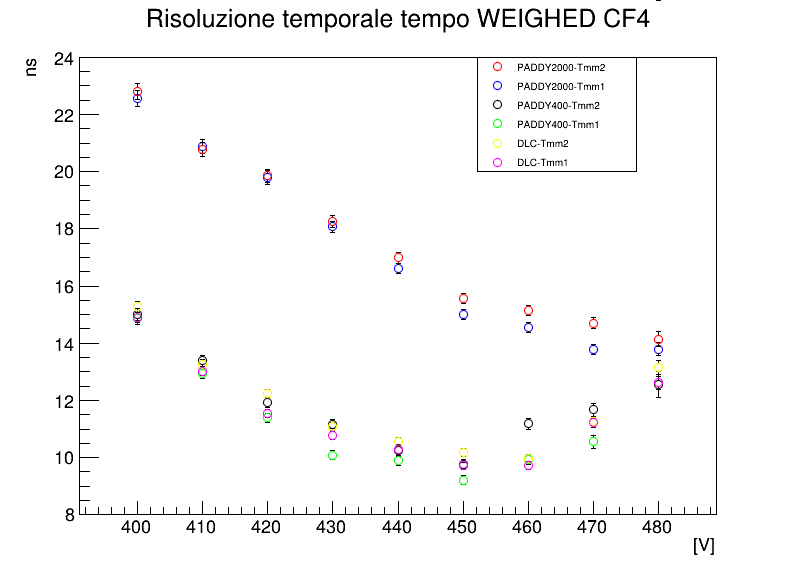 Risoluzione temporale tempo WEIGHED CF4
ns
24
22
20
18
16
14
12
10
8
PADDY2000-Tmm2
PADDY2000-Tmm1
PADDY400-Tmm2
PADDY400-Tmm1
DLC-Tmm2
DLC-Tmm1
400 410 420 430 440 450 460 470 480
[V]